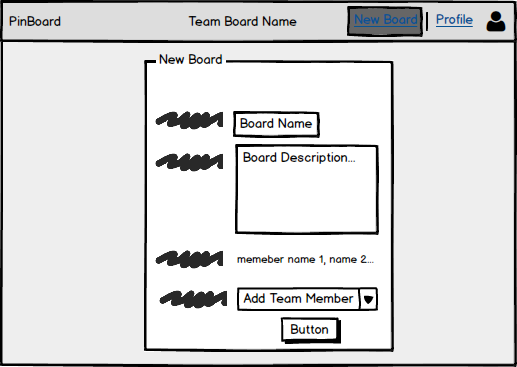 PinBoard Team Board Name New Board Profile
New Board
Board Name
Board Description...
memeber name 1, name 2...
Add Team Member
Button